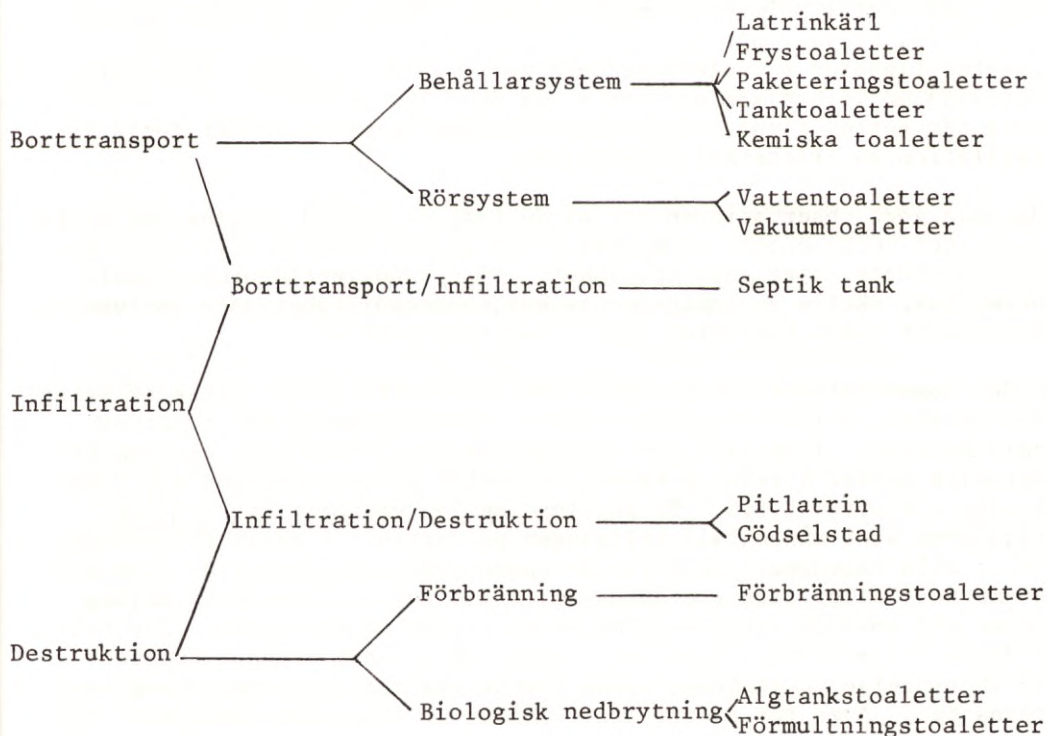 Latrinkärl
Frystoaletter
Behållarsystem Paketeringstoaletter
Tanktoaletter
Borttransport Kemiska toaletter
Rörsystem Vattentoaletter
Vakuumtoaletter
Borttransport/Infiltration Septik tank
Infiltration
Pitlatrin
Infiltration/Destruktion
Gödselstad
Förbränning Förbränningstoaletter
Destruktion
Algtankstoaletter
Biologisk nedbrytning
Förmultningstoaletter